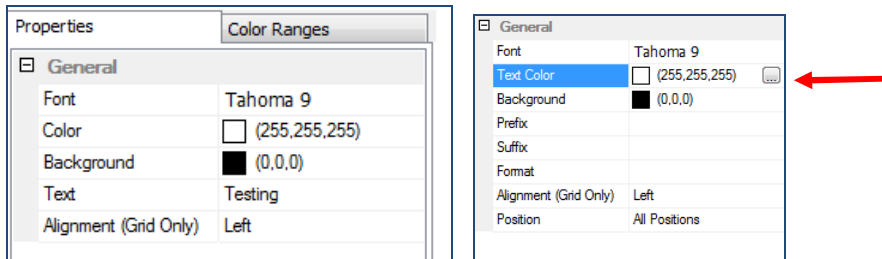 Properties Color Ranges
General
Font Tahoma 9
Color (255,255,255)
Background (0,0,0)
Text Testing
Alignment (Grid Only) Left
General
Font Tahoma 9
Text Color (255,255,255) ...
Background (0,0,0)
Prefix
Suffix
Format
Alignment (Grid Only) Left
Position All Positions